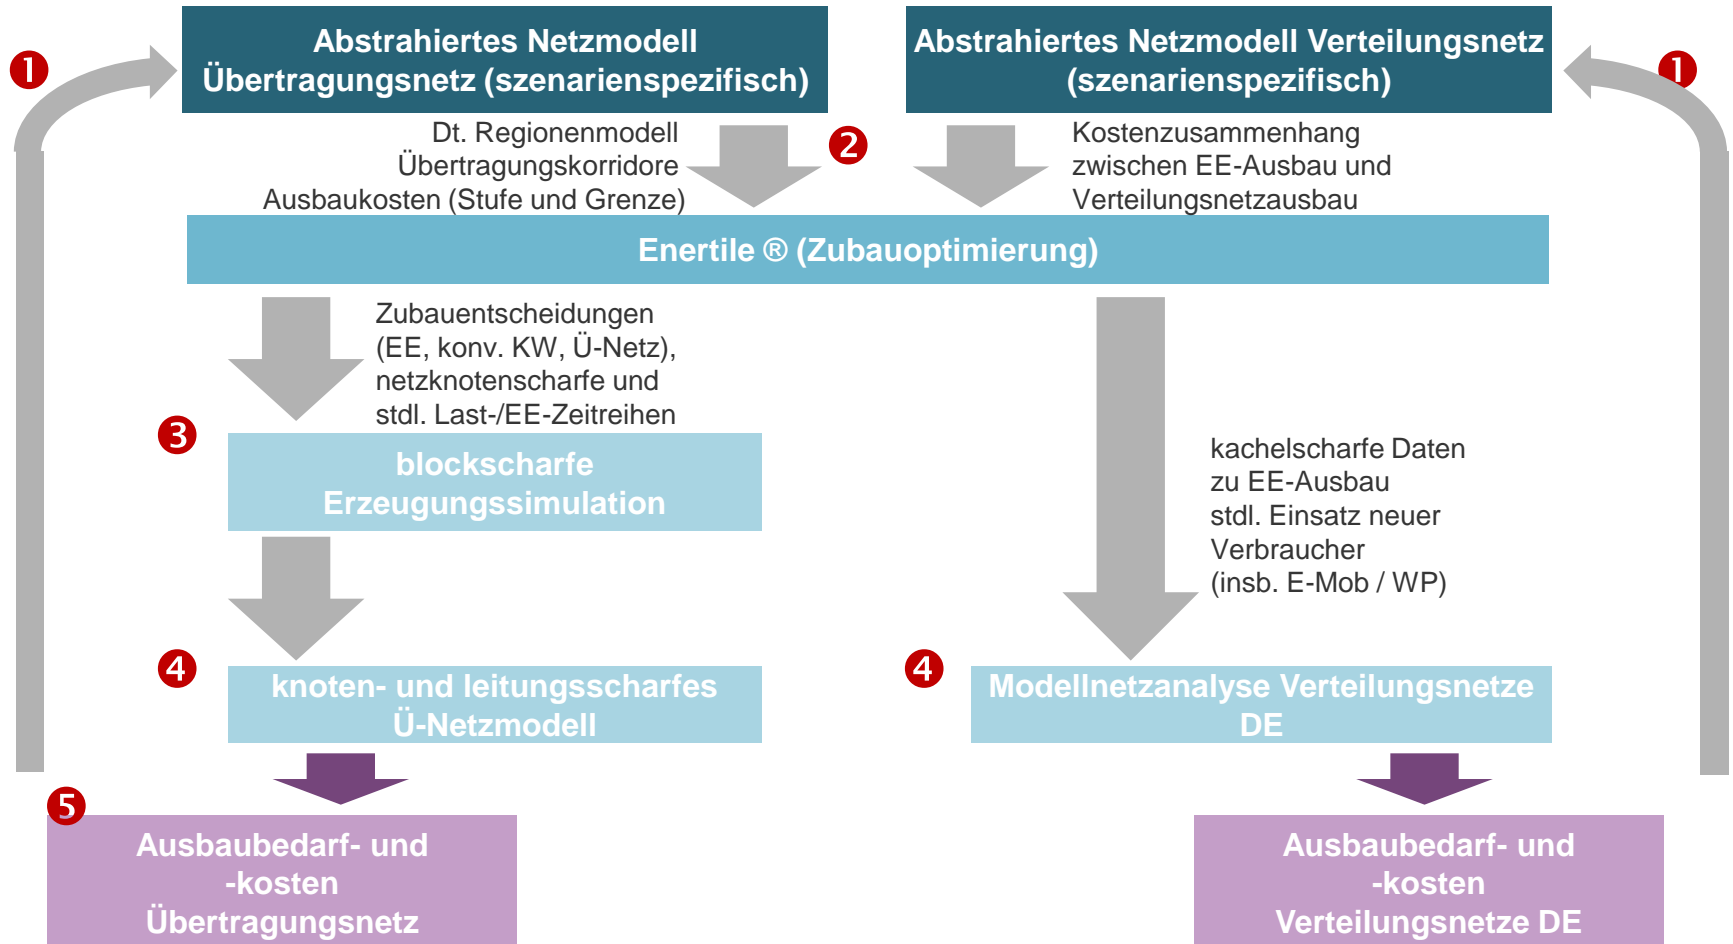 ❶
Abstrahiertes Netzmodell
Übertragungsnetz (szenarienspezifisch)
Abstrahiertes Netzmodell Verteilungsnetz
(szenarienspezifisch)
❶
Dt. Regionenmodell
Übertragungskorridore
Ausbaukosten (Stufe und Grenze)
❷
Kostenzusammenhang
zwischen EE-Ausbau und
Verteilungsnetzausbau
Enertile ® (Zubauoptimierung)
Zubauentscheidungen
(EE, konv. KW, Ü-Netz),
netzknotenscharfe und
stdl. Last-/EE-Zeitreihen
❸
blockscharfe
Erzeugungssimulation
kachelscharfe Daten
zu EE-Ausbau
stdl. Einsatz neuer
Verbraucher
(insb. E-Mob / WP)
❹
knoten- und leitungsscharfes
Ü-Netzmodell
❹
Modellnetzanalyse Verteilungsnetze
DE
❺
Ausbaubedarf- und
-kosten
Übertragungsnetz
Ausbaubedarf- und
-kosten
Verteilungsnetze DE